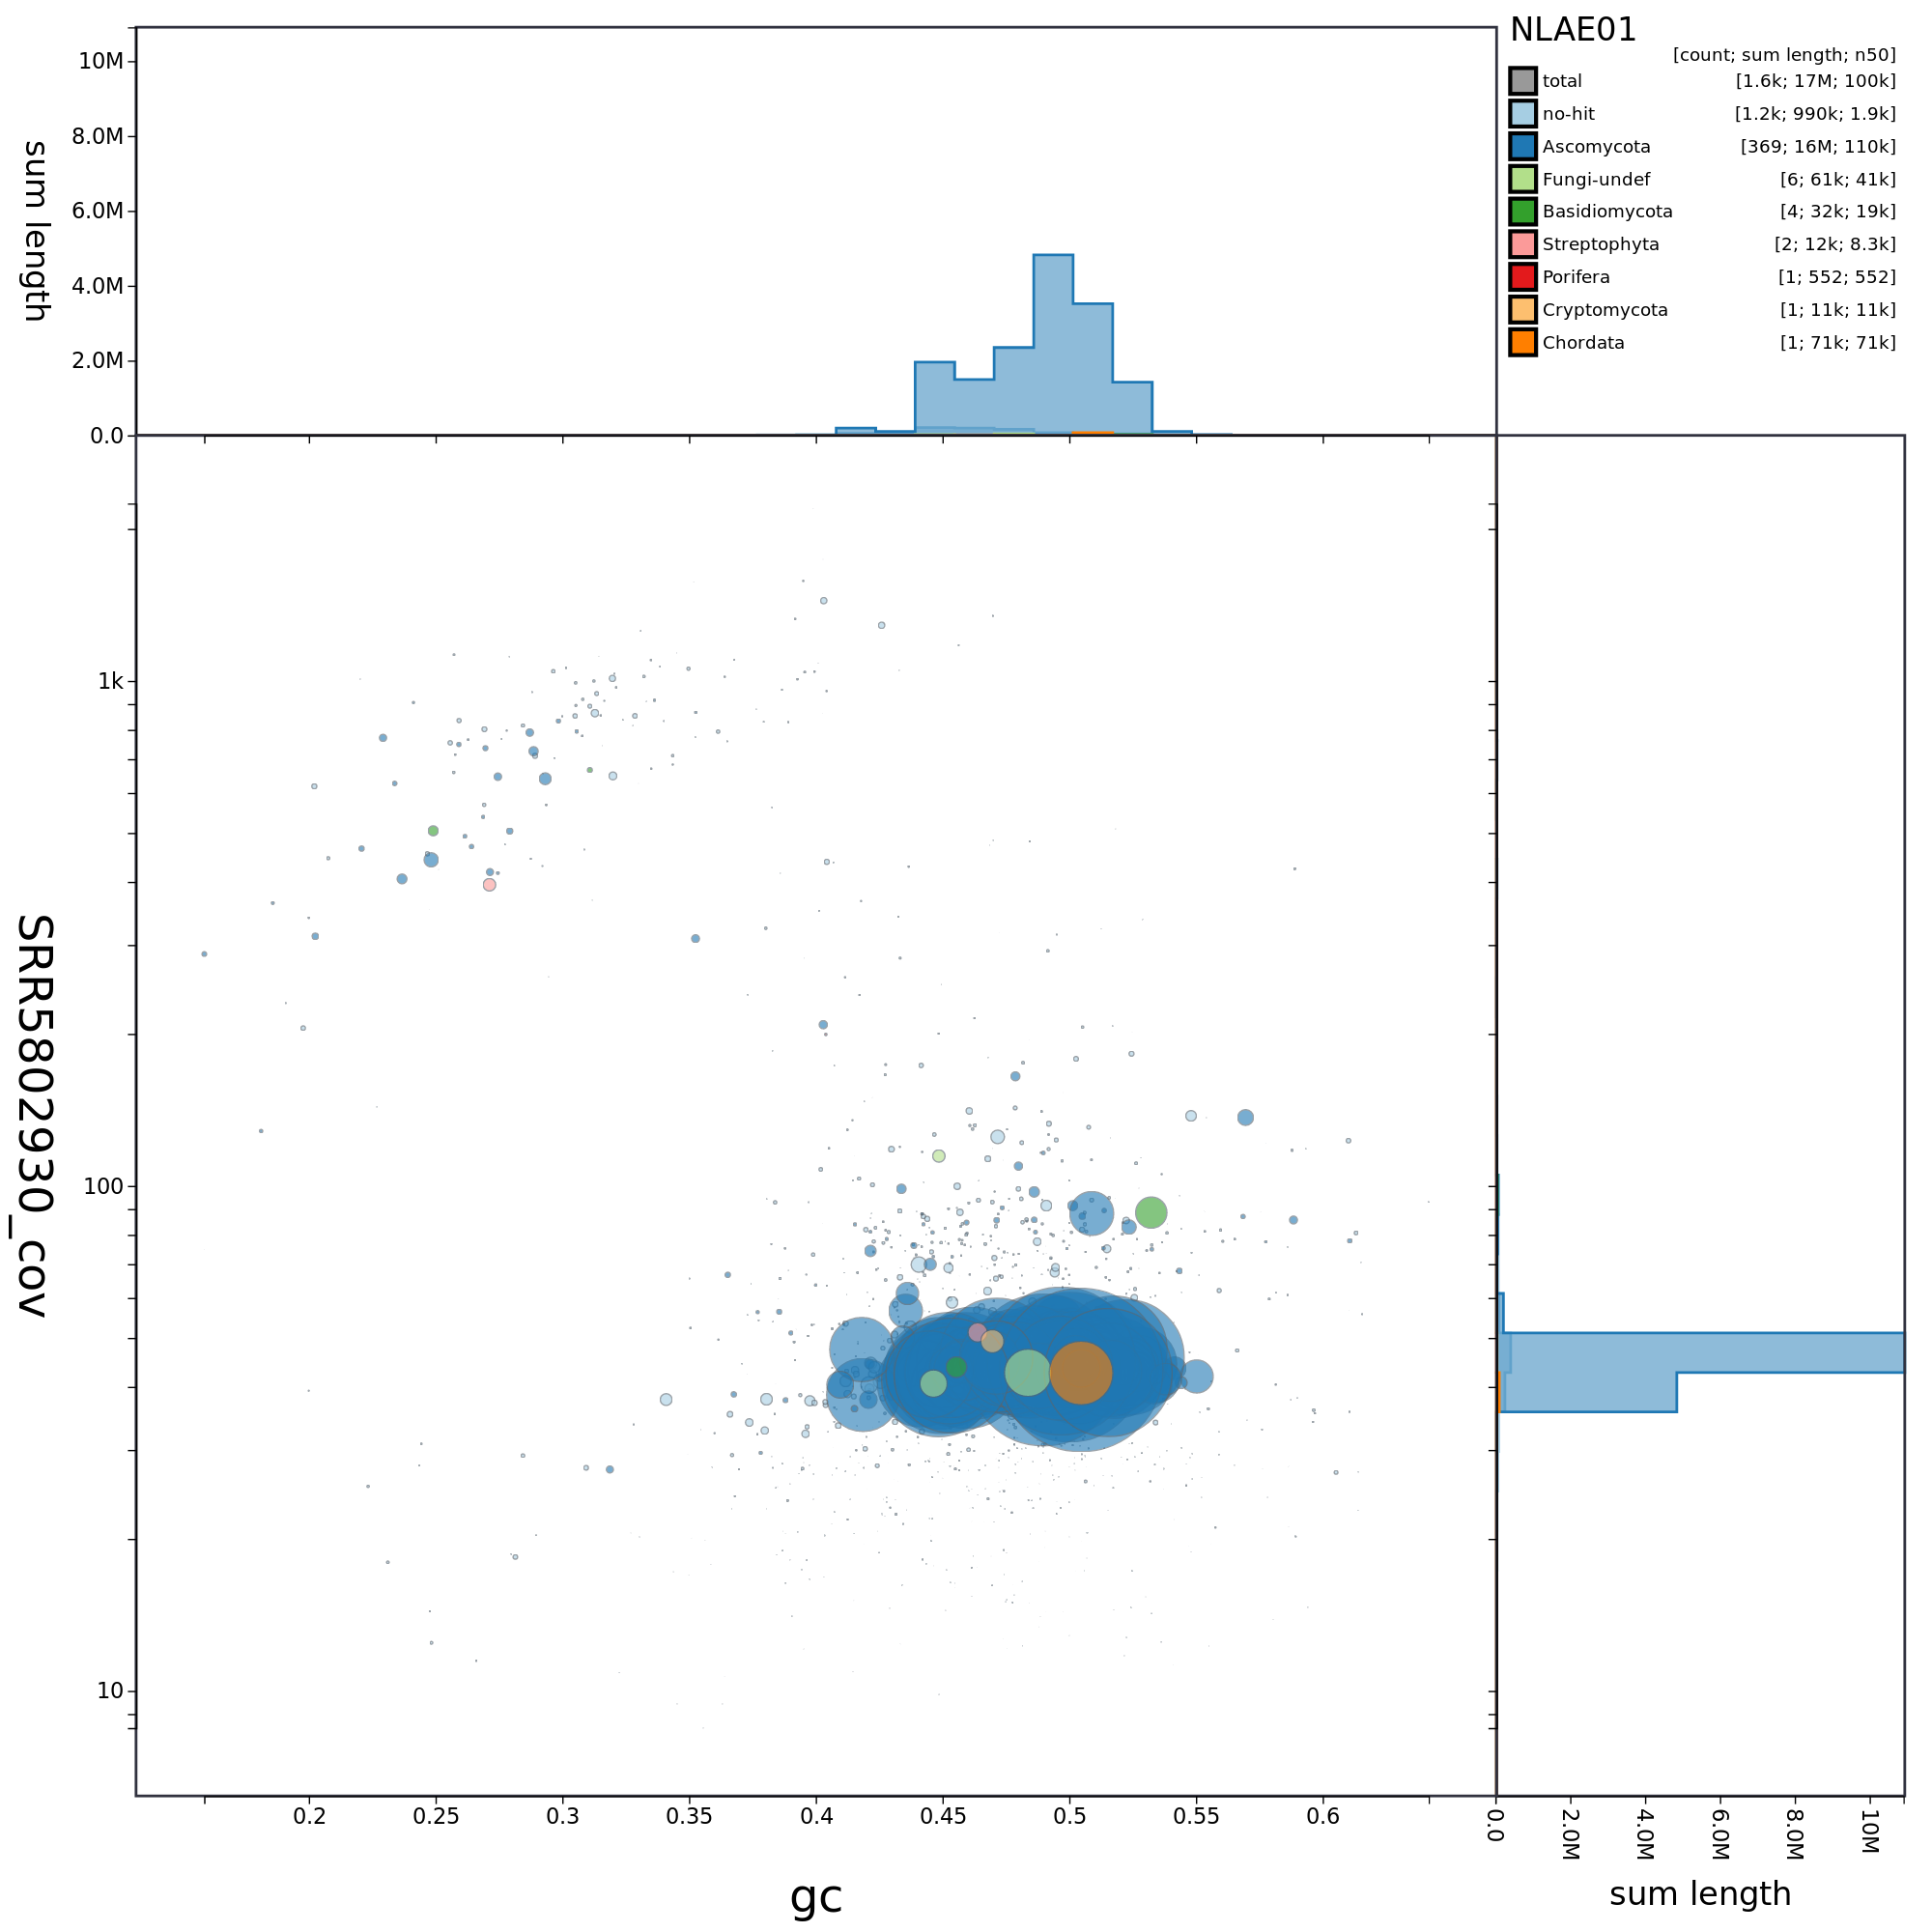 NLAE01
[count; sum length; n50]
total [1.6k; 17M; 100k]
no-hit [1.2k; 990k; 1.9k]
Ascomycota [369; 16M; 110k]
Fungi-undef [6; 61k; 41k]
Basidiomycota [4; 32k; 19k]
Streptophyta [2; 12k; 8.3k]
Porifera [1; 552; 552]
Cryptomycota [1; 11k; 11k]
Chordata [1; 71k; 71k]
sum length
10M
8.0M
6.0M
4.0M
2.0M
0.0
SRR5802930_cov
1k
100
10
0.2 0.25 0.3 0.35 0.4 0.45 0.5 0.55 0.6
gc
0.0 2.0M 4.0M 6.0M 8.0M 10M
sum length